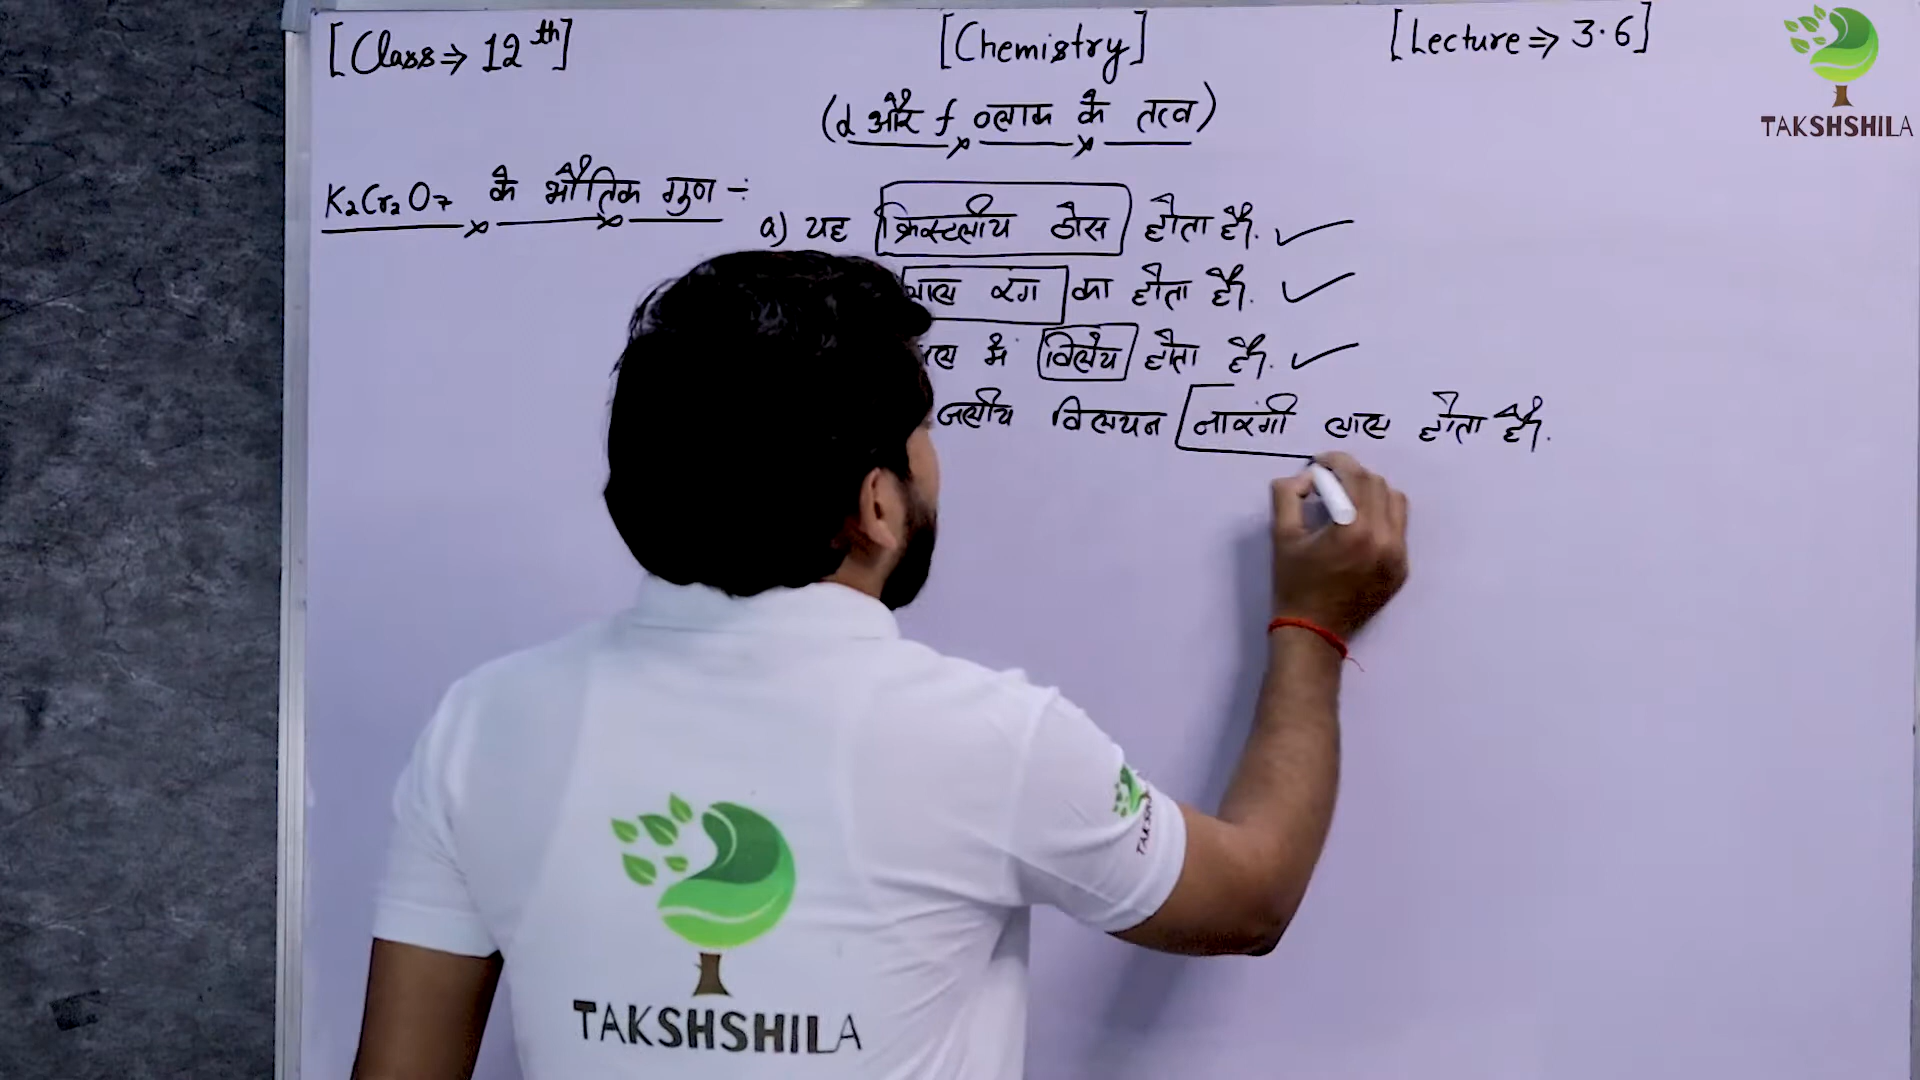 [Class ⇒ 12th]
[Chemistry]
[Lecture ⇒ 3.6]
TAKSHSHILA
(d और f ब्लाक के तत्व)
K₂Cr₂O₇ के भौतिक गुण ÷
a) यह क्रिस्टलीय ठोस होता है. ✓
लाल रंग का होता है. ✓
में विलेय होता है. ✓
जलीय विलयन नारंगी लाल होता है.
TAKSHSHILA